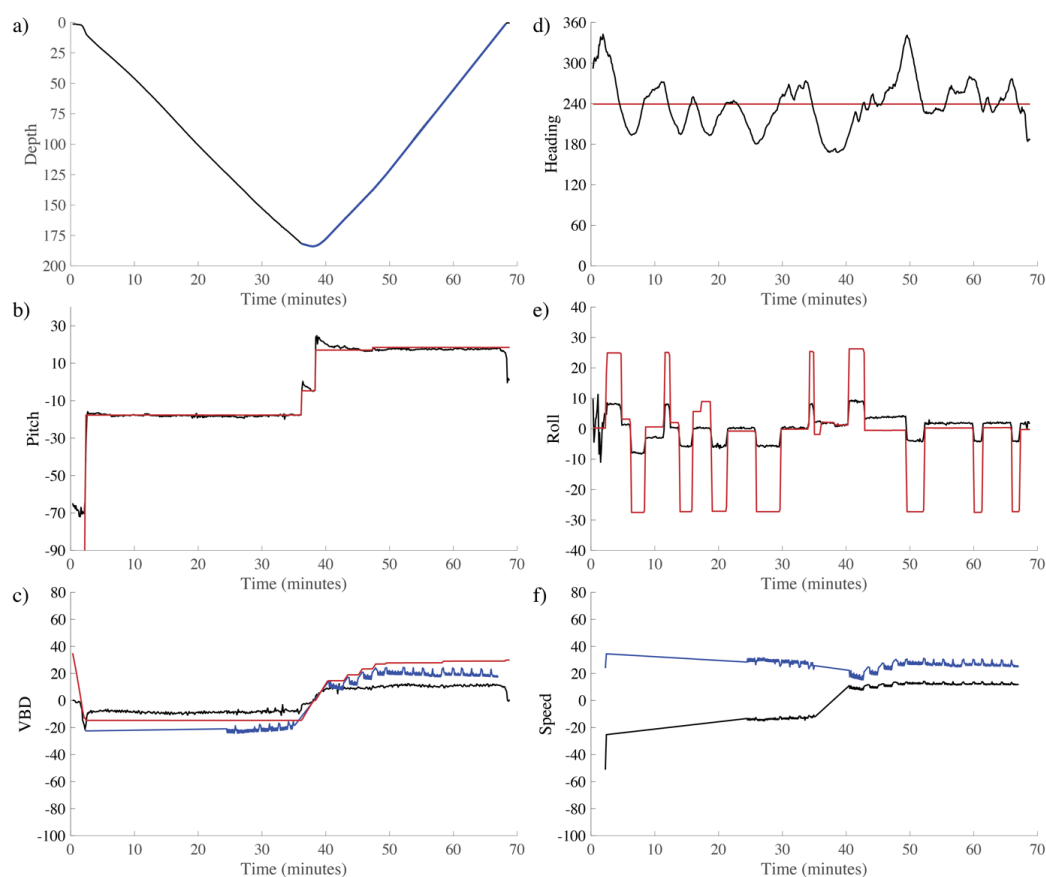 a)
0
25
50
75
100
125
150
175
200
Depth
0 10 20 30 40 50 60 70
Time (minutes)
b)
30
10
-10
-30
-50
-70
-90
Pitch
0 10 20 30 40 50 60 70
Time (minutes)
c)
80
60
40
20
0
-20
-40
-60
-80
-100
VBD
0 10 20 30 40 50 60 70
Time (minutes)
d)
360
300
240
180
120
60
0
Heading
0 10 20 30 40 50 60 70
Time (minutes)
e)
40
30
20
10
0
-10
-20
-30
-40
Roll
0 10 20 30 40 50 60 70
Time (minutes)
f)
80
60
40
20
0
-20
-40
-60
-80
-100
Speed
0 10 20 30 40 50 60 70
Time (minutes)